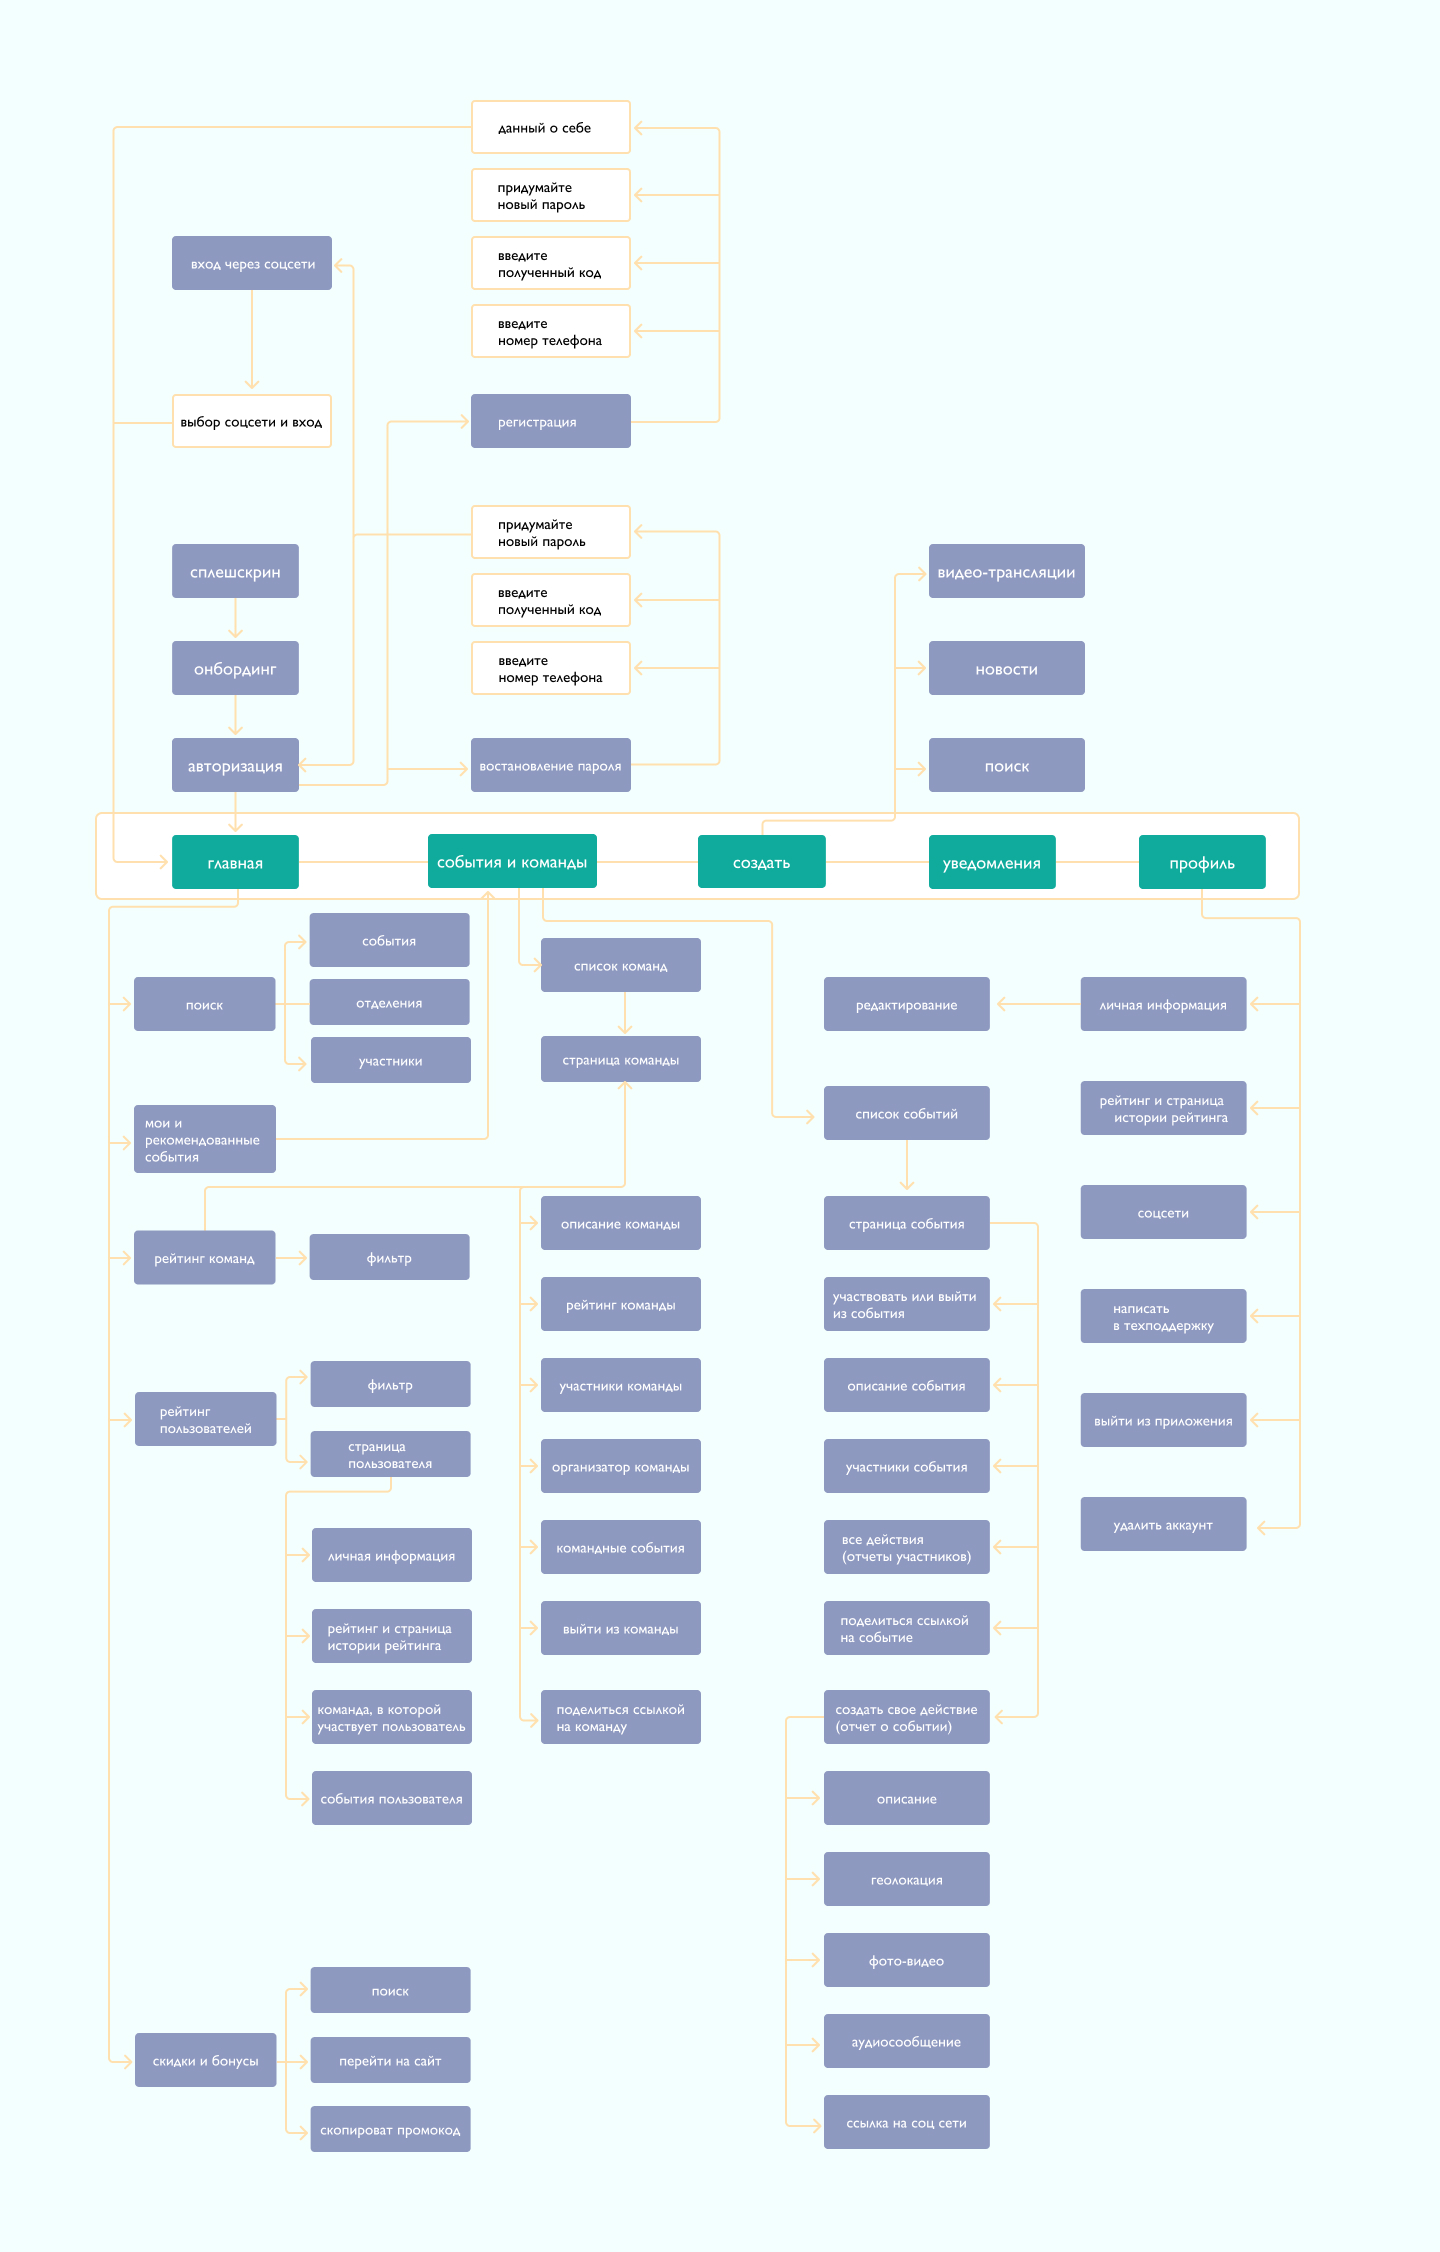 данный о себе
придумайте
новый пароль
введите
полученный код
введите
номер телефона
вход через соцсети
выбор соцсети и вход
регистрация
придумайте
новый пароль
введите
полученный код
введите
номер телефона
востановление пароля
сплешскрин
онбординг
авторизация
видео-трансляции
новости
поиск
главная
события и команды
создать
уведомления
профиль
поиск
события
отделения
участники
мои и
рекомендованные
события
рейтинг команд
фильтр
рейтинг
пользователей
фильтр
страница
пользователя
личная информация
рейтинг и страница
истории рейтинга
команда, в которой
участвует пользователь
события пользователя
скидки и бонусы
поиск
перейти на сайт
скопироват промокод
список команд
страница команды
описание команды
рейтинг команды
участники команды
организатор команды
командные события
выйти из команды
поделиться ссылкой
на команду
редактирование
список событий
страница события
участвовать или выйти
из события
описание события
участники события
все действия
(отчеты участников)
поделиться ссылкой
на событие
создать свое действие
(отчет о событии)
описание
геолокация
фото-видео
аудиосообщение
ссылка на соц сети
личная информация
рейтинг и страница
истории рейтинга
соцсети
написать
в техподдержку
выйти из приложения
удалить аккаунт